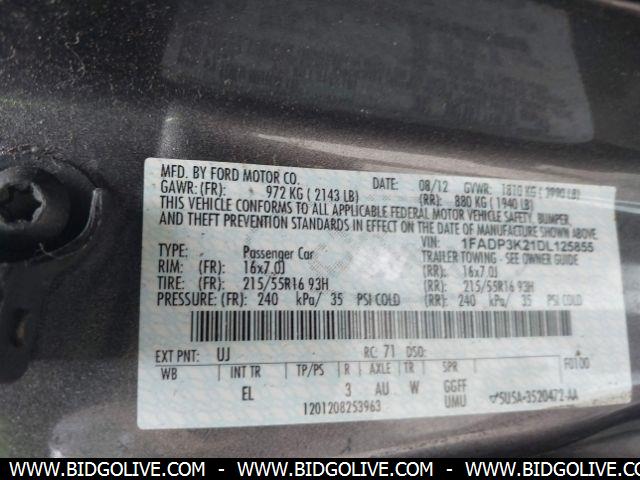 MFD. BY FORD MOTOR CO. DATE: 08/12 GVWR: 1810 KG (3990 LB)
GAWR: (FR): 972 KG (2143 LB) (RR): 880 KG (1940 LB)
THIS VEHICLE CONFORMS TO ALL APPLICABLE FEDERAL MOTOR VEHICLE SAFETY, BUMPER,
AND THEFT PREVENTION STANDARDS IN EFFECT ON THE DATE OF MANUFACTURE SHOWN ABOVE.
VIN: 1FADP3K21DL125855
TYPE: Passenger Car TRAILER TOWING - SEE OWNER GUIDE
RIM: (FR): 16x7.0J (RR): 16x7.0J
TIRE: (FR): 215/55R16 93H (RR): 215/55R16 93H
PRESSURE: (FR): 240 kPa/ 35 PSI COLD (RR): 240 kPa/ 35 PSI COLD
EXT PNT: UJ RC: 71 DSO: F0100
WB INT TR TP/PS R AXLE TR SPR
EL 3 AU W GGFF
UMU
1201208253963 5U5A-3520472-AA
WWW.BIDGOLIVE.COM - WWW.BIDGOLIVE.COM - WWW.BIDGOLIVE.COM